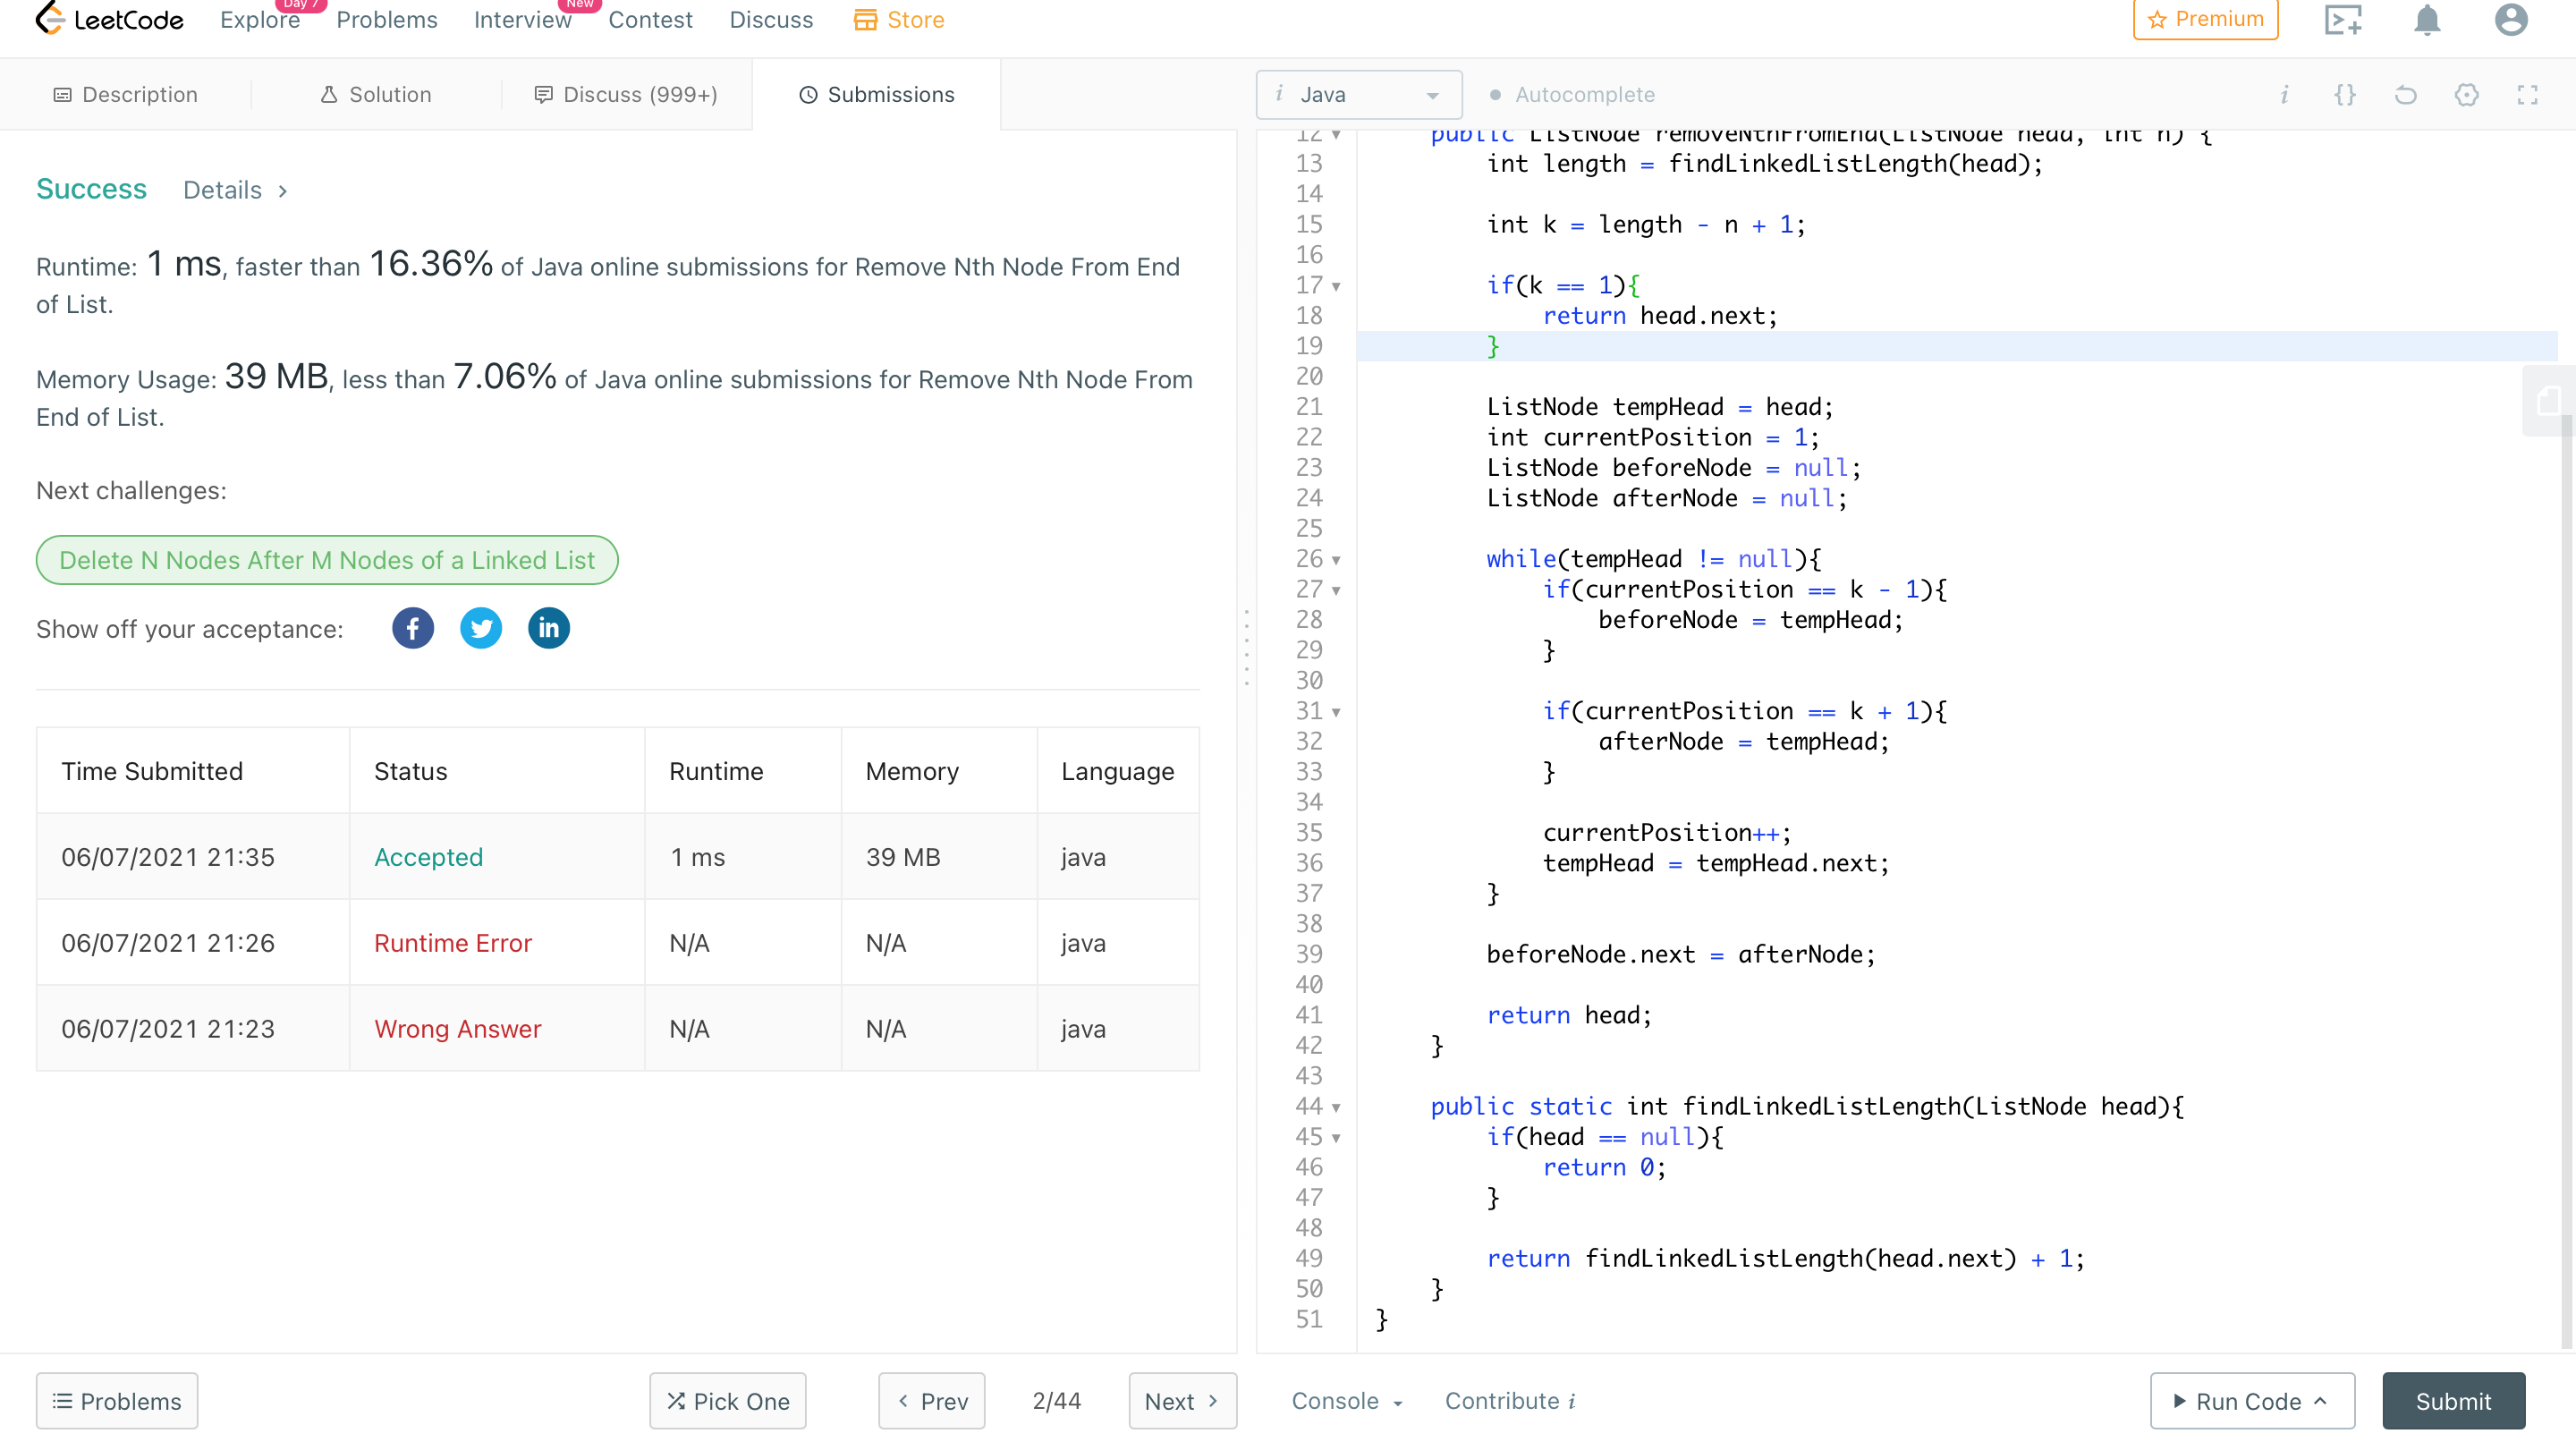 LeetCode
Explore
Day 7
Problems
Interview
New
Contest
Discuss
Store
Premium
Description
Solution
Discuss (999+)
Submissions
i Java
Autocomplete
i {}
Success Details >
Runtime: 1 ms, faster than 16.36% of Java online submissions for Remove Nth Node From End
of List.
Memory Usage: 39 MB, less than 7.06% of Java online submissions for Remove Nth Node From
End of List.
Next challenges:
Delete N Nodes After M Nodes of a Linked List
Show off your acceptance: f in
Time Submitted Status Runtime Memory Language
06/07/2021 21:35 Accepted 1 ms 39 MB java
06/07/2021 21:26 Runtime Error N/A N/A java
06/07/2021 21:23 Wrong Answer N/A N/A java
12 public ListNode removeNthFromEnd(ListNode head, int n) {
13 int length = findLinkedListLength(head);
14
15 int k = length - n + 1;
16
17 if(k == 1){
18 return head.next;
19 }
20
21 ListNode tempHead = head;
22 int currentPosition = 1;
23 ListNode beforeNode = null;
24 ListNode afterNode = null;
25
26 while(tempHead != null){
27 if(currentPosition == k - 1){
28 beforeNode = tempHead;
29 }
30
31 if(currentPosition == k + 1){
32 afterNode = tempHead;
33 }
34
35 currentPosition++;
36 tempHead = tempHead.next;
37 }
38
39 beforeNode.next = afterNode;
40
41 return head;
42 }
43
44 public static int findLinkedListLength(ListNode head){
45 if(head == null){
46 return 0;
47 }
48
49 return findLinkedListLength(head.next) + 1;
50 }
51 }
Problems
Pick One
< Prev
2/44
Next >
Console
Contribute i
Run Code
Submit